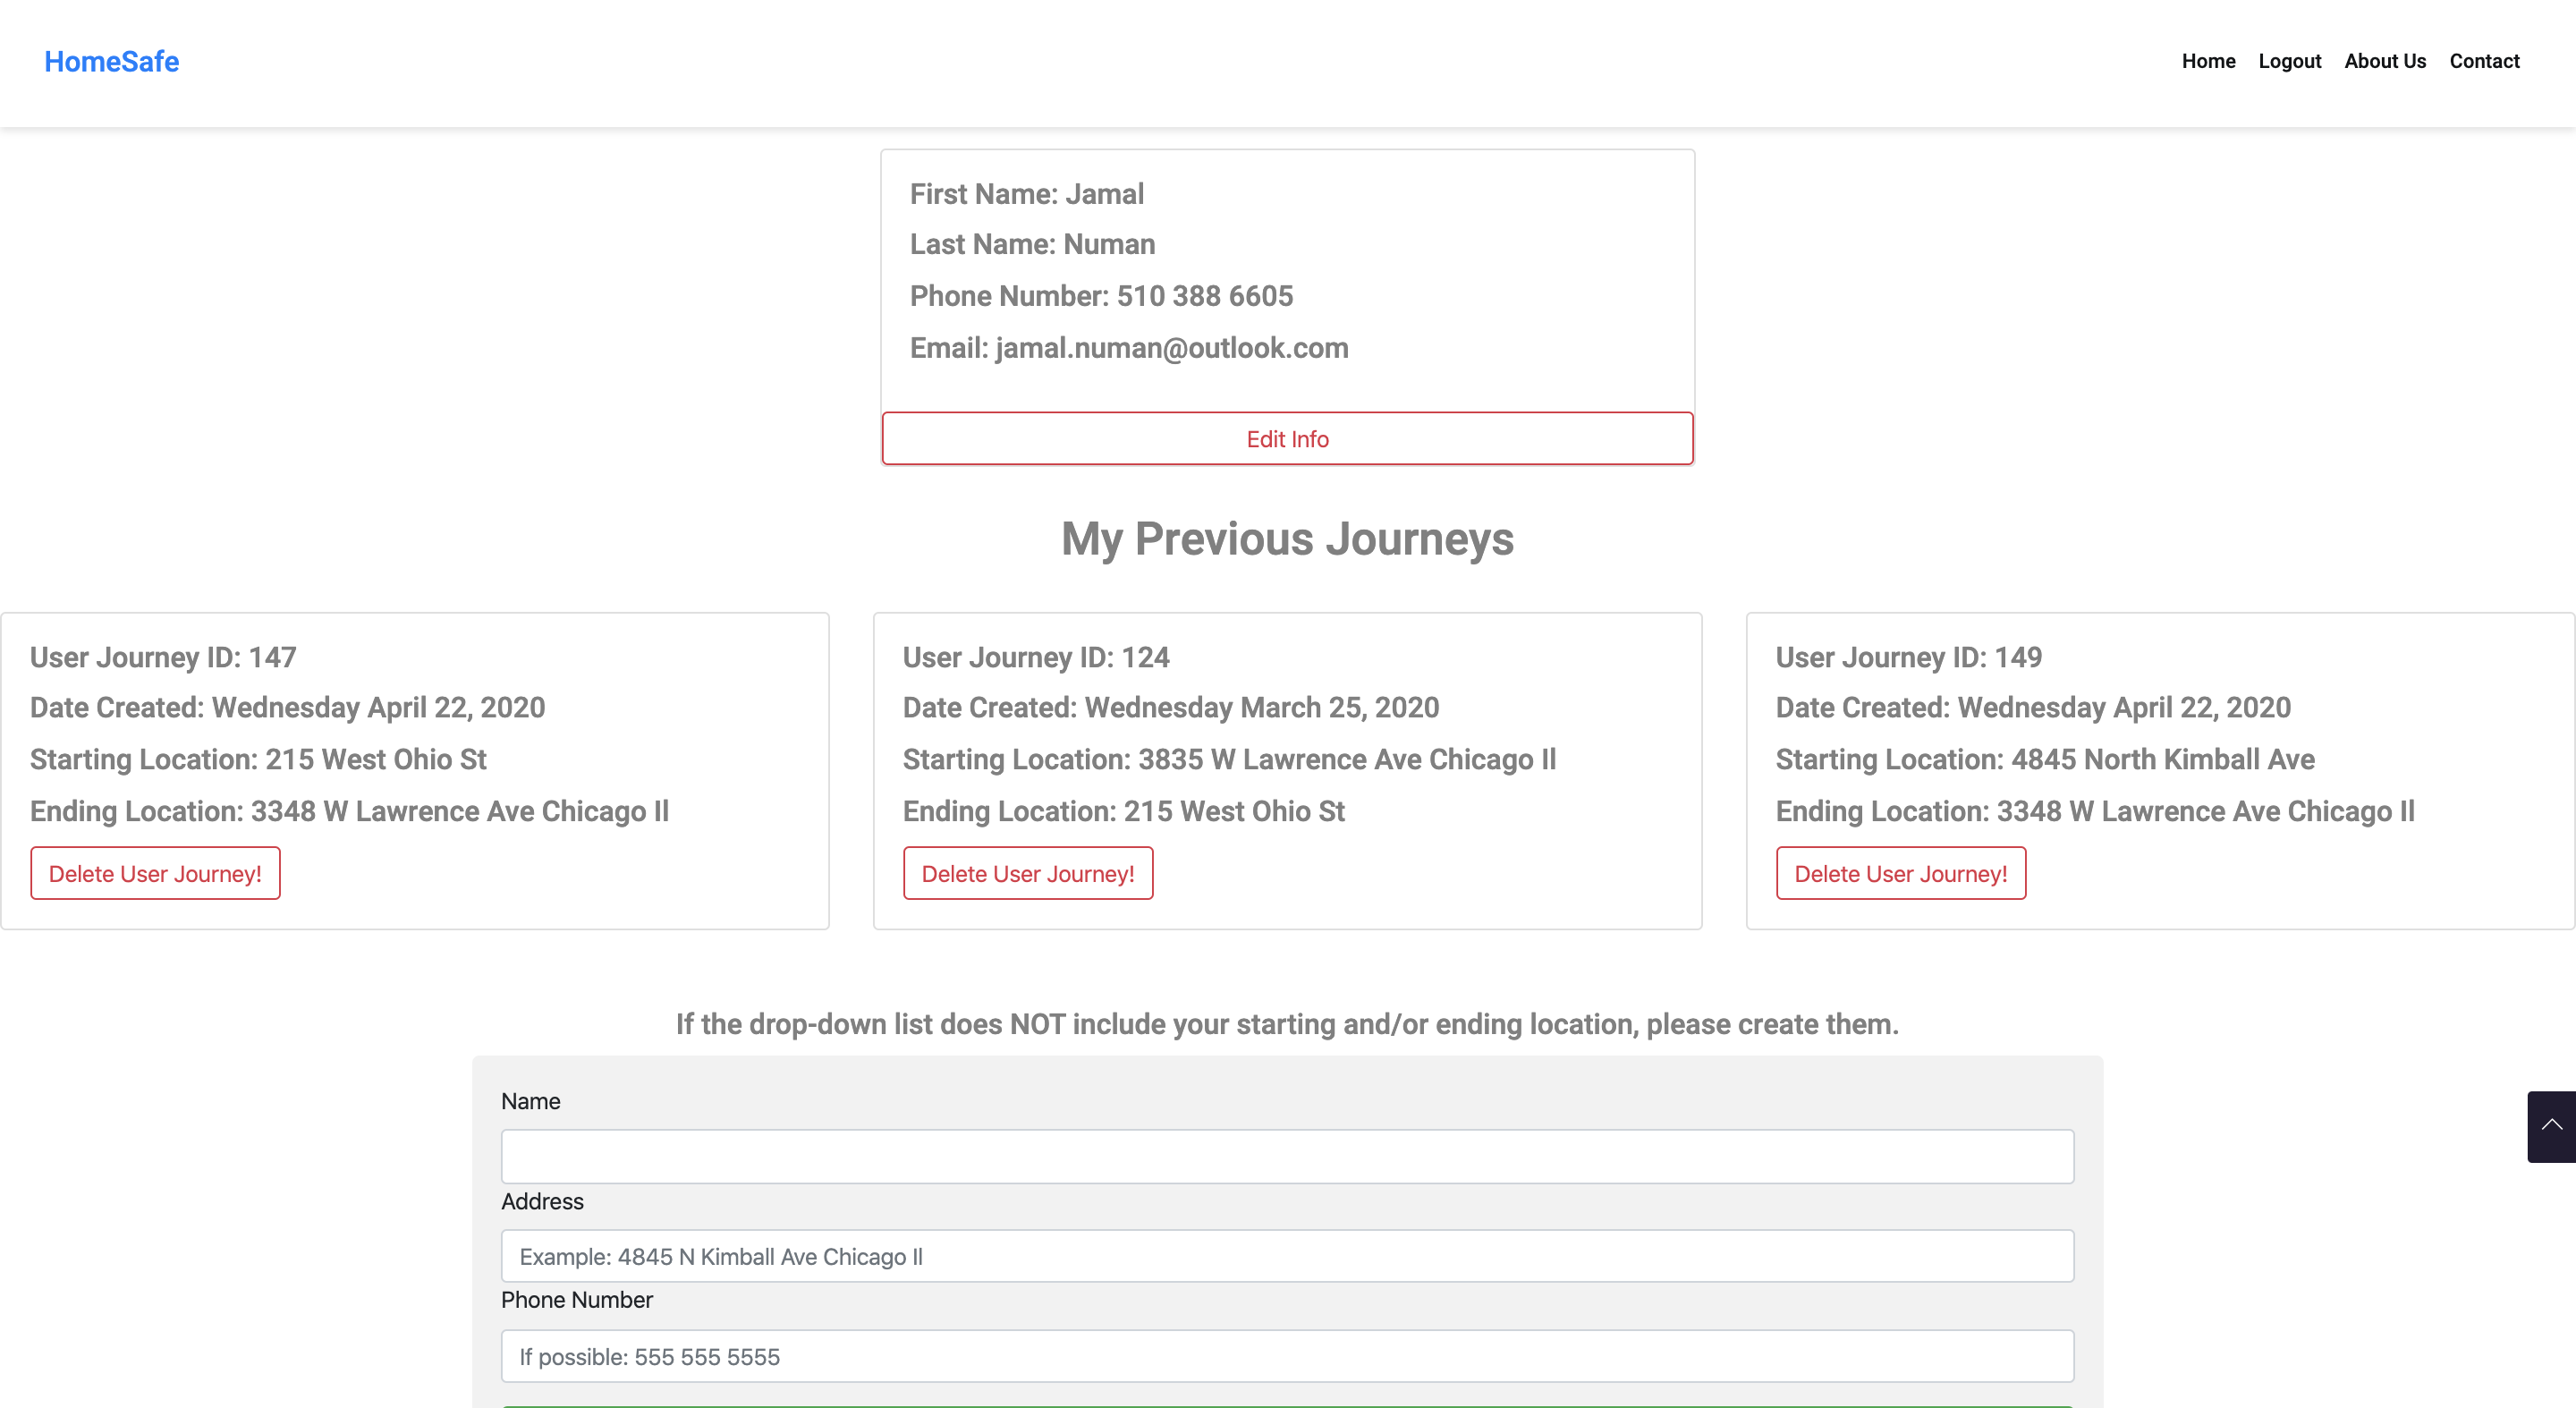 HomeSafe
Home Logout About Us Contact
First Name: Jamal
Last Name: Numan
Phone Number: 510 388 6605
Email: jamal.numan@outlook.com
Edit Info
My Previous Journeys
User Journey ID: 147
Date Created: Wednesday April 22, 2020
Starting Location: 215 West Ohio St
Ending Location: 3348 W Lawrence Ave Chicago Il
Delete User Journey!
User Journey ID: 124
Date Created: Wednesday March 25, 2020
Starting Location: 3835 W Lawrence Ave Chicago Il
Ending Location: 215 West Ohio St
Delete User Journey!
User Journey ID: 149
Date Created: Wednesday April 22, 2020
Starting Location: 4845 North Kimball Ave
Ending Location: 3348 W Lawrence Ave Chicago Il
Delete User Journey!
If the drop-down list does NOT include your starting and/or ending location, please create them.
Name
Address
Example: 4845 N Kimball Ave Chicago Il
Phone Number
If possible: 555 555 5555